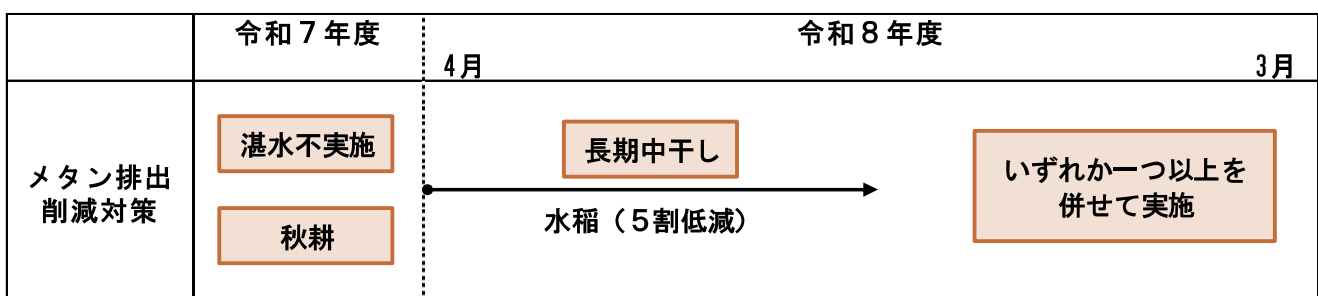 令和７年度
令和８年度
4月
3月
メタン排出
削減対策
湛水不実施
秋耕
長期中干し
水稲（５割低減）
いずれか一つ以上を
併せて実施